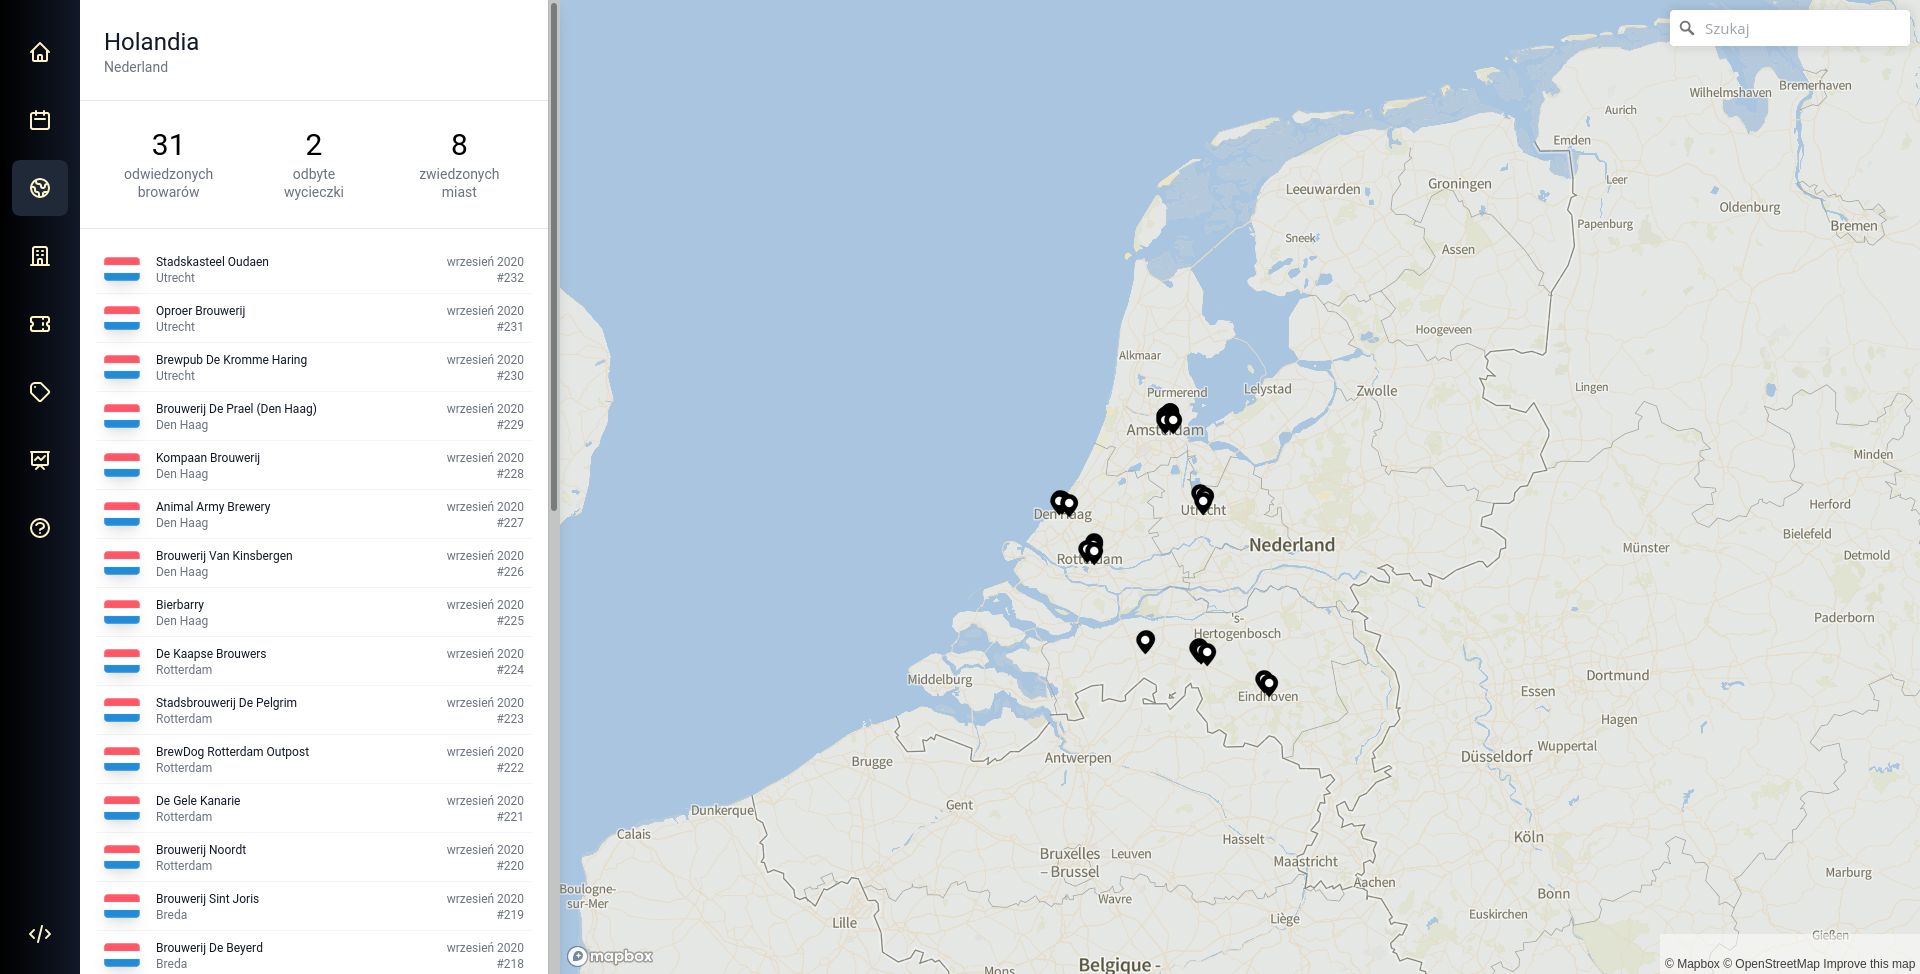 Holandia
Nederland
31
odwiedzonych
browarów
2
odbyte
wycieczki
8
zwiedzonych
miast
Stadskasteel Oudaen
Utrecht
wrzesień 2020
#232
Oproer Brouwerij
Utrecht
wrzesień 2020
#231
Brewpub De Kromme Haring
Utrecht
wrzesień 2020
#230
Brouwerij De Prael (Den Haag)
Den Haag
wrzesień 2020
#229
Kompaan Brouwerij
Den Haag
wrzesień 2020
#228
Animal Army Brewery
Den Haag
wrzesień 2020
#227
Brouwerij Van Kinsbergen
Den Haag
wrzesień 2020
#226
Bierbarry
Den Haag
wrzesień 2020
#225
De Kaapse Brouwers
Rotterdam
wrzesień 2020
#224
Stadsbrouwerij De Pelgrim
Rotterdam
wrzesień 2020
#223
BrewDog Rotterdam Outpost
Rotterdam
wrzesień 2020
#222
De Gele Kanarie
Rotterdam
wrzesień 2020
#221
Brouwerij Noordt
Rotterdam
wrzesień 2020
#220
Brouwerij Sint Joris
Breda
wrzesień 2020
#219
Brouwerij De Beyerd
Breda
wrzesień 2020
#218
Szukaj
Wilhelmshaven
Bremerhaven
Aurich
Emden
Leeuwarden
Groningen
Leer
Oldenburg
Papenburg
Bremen
Sneek
Assen
Hoogeveen
Alkmaar
Purmerend
Lelystad
Zwolle
Lingen
Amsterdam
Minden
Den Haag
Utrecht
Herford
Bielefeld
Nederland
Münster
Detmold
Rotterdam
's-
Hertogenbosch
Paderborn
Middelburg
Eindhoven
Essen
Dortmund
Hagen
Brugge
Antwerpen
Düsseldorf
Wuppertal
Dunkerque
Gent
Calais
Hasselt
Köln
Bruxelles
– Brussel
Leuven
Maastricht
Aachen
Marburg
Boulogne-
sur-Mer
Wavre
Bonn
Lille
Liège
Euskirchen
Gießen
mapbox
Belgique -
Mons
© Mapbox © OpenStreetMap Improve this map